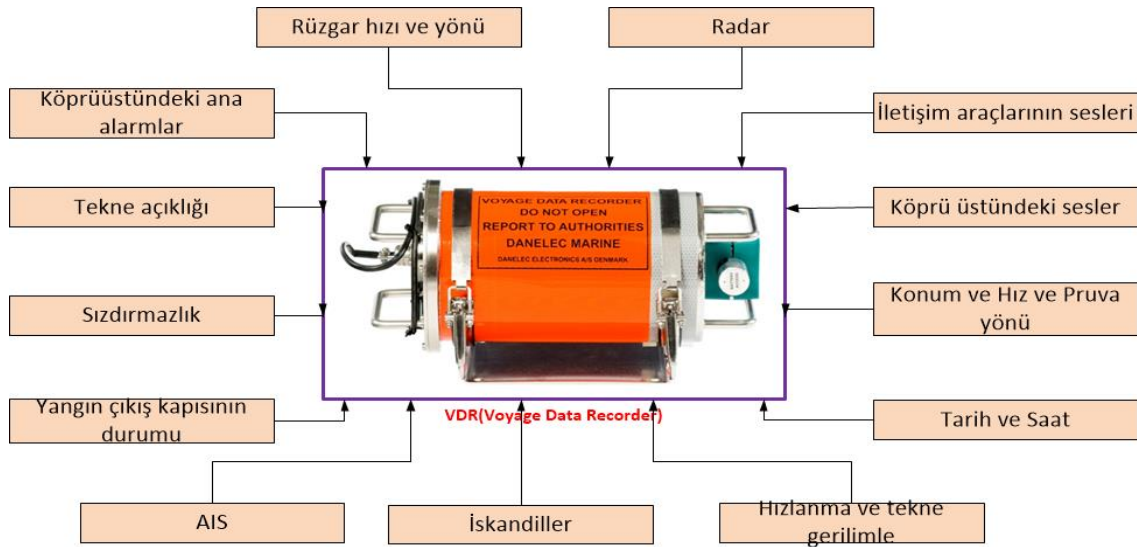 Rüzgar hızı ve yönü
Radar
Köprüüstündeki ana
alarmlar
İletişim araçlarının sesleri
Tekne açıklığı
Köprü üstündeki sesler
VOYAGE DATA RECORDER
DO NOT OPEN
REPORT TO AUTHORITIES
DANELEC MARINE
DANELEC ELECTRONICS A/S DENMARK
Sızdırmazlık
Konum ve Hız ve Pruva
yönü
Yangın çıkış kapısının
durumu
VDR(Voyage Data Recorder)
Tarih ve Saat
AIS
İskandiller
Hızlanma ve tekne
gerilimle